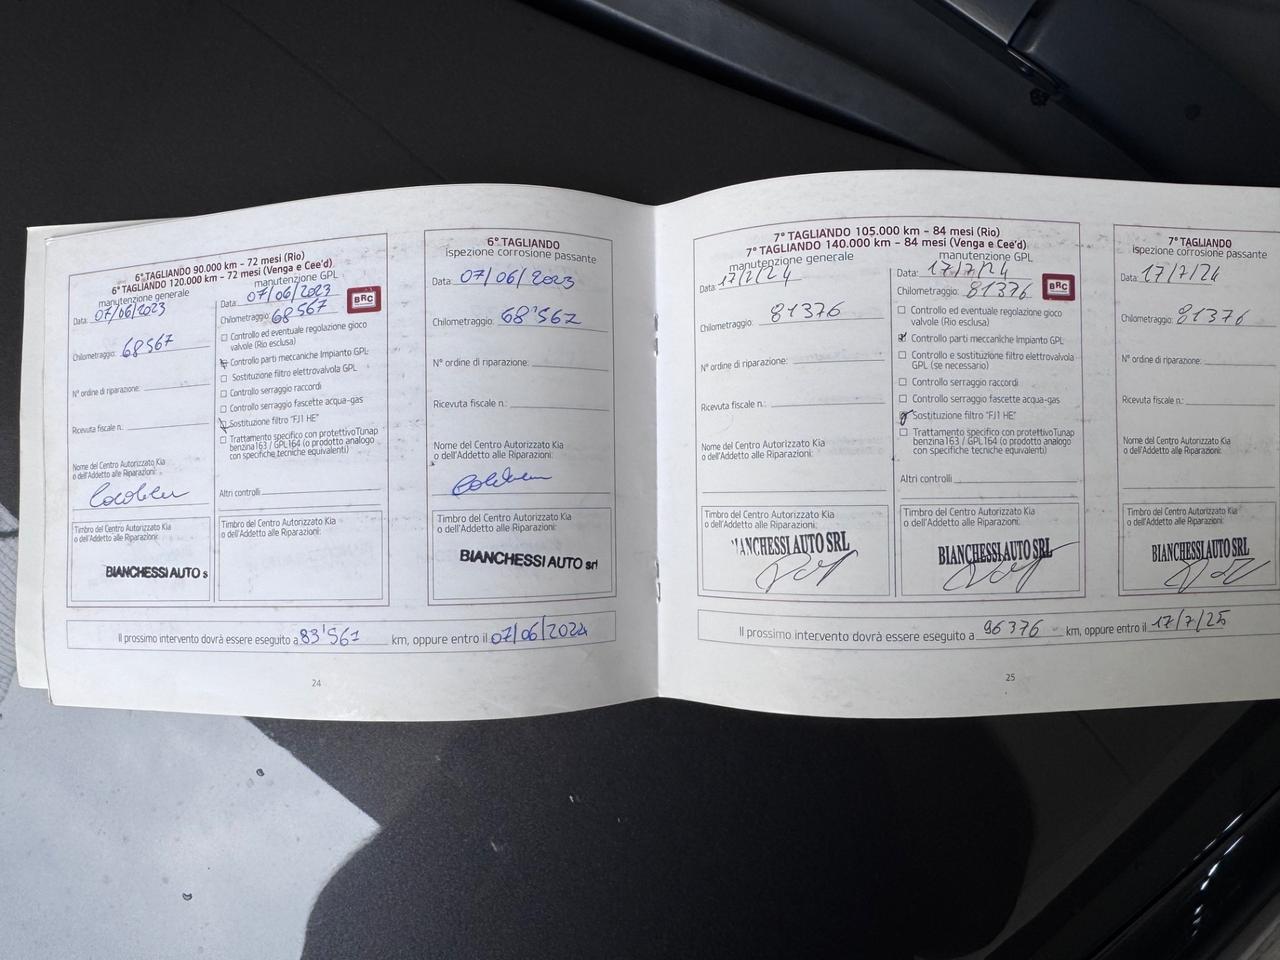 6° TAGLIANDO 90.000 km - 72 mesi (Rio)
6° TAGLIANDO 120.000 km - 72 mesi (Venga e Cee'd)
manutenzione generale
Data: 07/06/2023
Chilometraggio: 68567
N° ordine di riparazione:
Ricevuta fiscale n.:
Nome del Centro Autorizzato Kia
o dell'Addetto alle Riparazioni:
Timbro del Centro Autorizzato Kia
o dell'Addetto alle Riparazioni:
BIANCHESSI AUTO s
manutenzione GPL
Data: 07/06/2023
Chilometraggio: 68567
BRC
Controllo ed eventuale regolazione gioco
valvole (Rio esclusa)
Controllo parti meccaniche Impianto GPL
Sostituzione filtro elettrovalvola GPL
Controllo serraggio raccordi
Controllo serraggio fascette acqua-gas
Sostituzione filtro "FJ1 HE"
Trattamento specifico con protettivo Tunap
benzina 163 / GPL 164 (o prodotto analogo
con specifiche tecniche equivalenti)
Altri controlli
Timbro del Centro Autorizzato Kia
o dell'Addetto alle Riparazioni:
6° TAGLIANDO
ispezione corrosione passante
Data: 07/06/2023
Chilometraggio: 68'567
N° ordine di riparazione:
Ricevuta fiscale n.:
Nome del Centro Autorizzato Kia
o dell'Addetto alle Riparazioni:
Timbro del Centro Autorizzato Kia
o dell'Addetto alle Riparazioni:
BIANCHESSI AUTO srl
Il prossimo intervento dovrà essere eseguito a 83'567 km, oppure entro il 07/06/2024
24
7° TAGLIANDO 105.000 km - 84 mesi (Rio)
7° TAGLIANDO 140.000 km - 84 mesi (Venga e Cee'd)
manutenzione generale
Data: 17/7/24
Chilometraggio: 81376
N° ordine di riparazione:
Ricevuta fiscale n.:
Nome del Centro Autorizzato Kia
o dell'Addetto alle Riparazioni:
Timbro del Centro Autorizzato Kia
o dell'Addetto alle Riparazioni:
IANCHESSI AUTO SRL
manutenzione GPL
Data: 17/7/24
Chilometraggio: 81376
BRC
Controllo ed eventuale regolazione gioco
valvole (Rio esclusa)
Controllo parti meccaniche Impianto GPL
Controllo e sostituzione filtro elettrovalvola
GPL (se necessario)
Controllo serraggio raccordi
Controllo serraggio fascette acqua-gas
Sostituzione filtro "FJ1 HE"
Trattamento specifico con protettivo Tunap
benzina 163 / GPL 164 (o prodotto analogo
con specifiche tecniche equivalenti)
Altri controlli
Timbro del Centro Autorizzato Kia
o dell'Addetto alle Riparazioni:
BIANCHESSI AUTO SRL
7° TAGLIANDO
ispezione corrosione passante
Data: 17/7/24
Chilometraggio: 81376
N° ordine di riparazione:
Ricevuta fiscale n.:
Nome del Centro Autorizzato Kia
o dell'Addetto alle Riparazioni:
Timbro del Centro Autorizzato Kia
o dell'Addetto alle Riparazioni:
BIANCHESSI AUTO SRL
Il prossimo intervento dovrà essere eseguito a 96376 km, oppure entro il 17/7/25
25